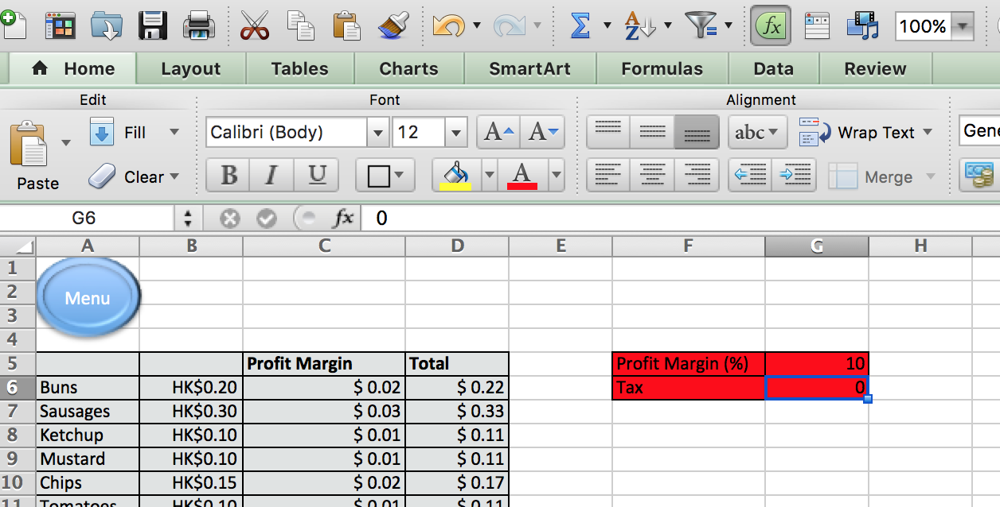 100%
Home Layout Tables Charts SmartArt Formulas Data Review
Edit Font Alignment
Fill Calibri (Body) 12 A A abc Wrap Text Gene
Paste Clear B I U A Merge
G6 fx 0
A B C D E F G H
1
2 Menu
3
4
5 Profit Margin Total Profit Margin (%) 10
6 Buns HK$0.20 $ 0.02 $ 0.22 Tax 0
7 Sausages HK$0.30 $ 0.03 $ 0.33
8 Ketchup HK$0.10 $ 0.01 $ 0.11
9 Mustard HK$0.10 $ 0.01 $ 0.11
10 Chips HK$0.15 $ 0.02 $ 0.17
11 Tomatoes HK$0.10 $ 0.01 $ 0.11